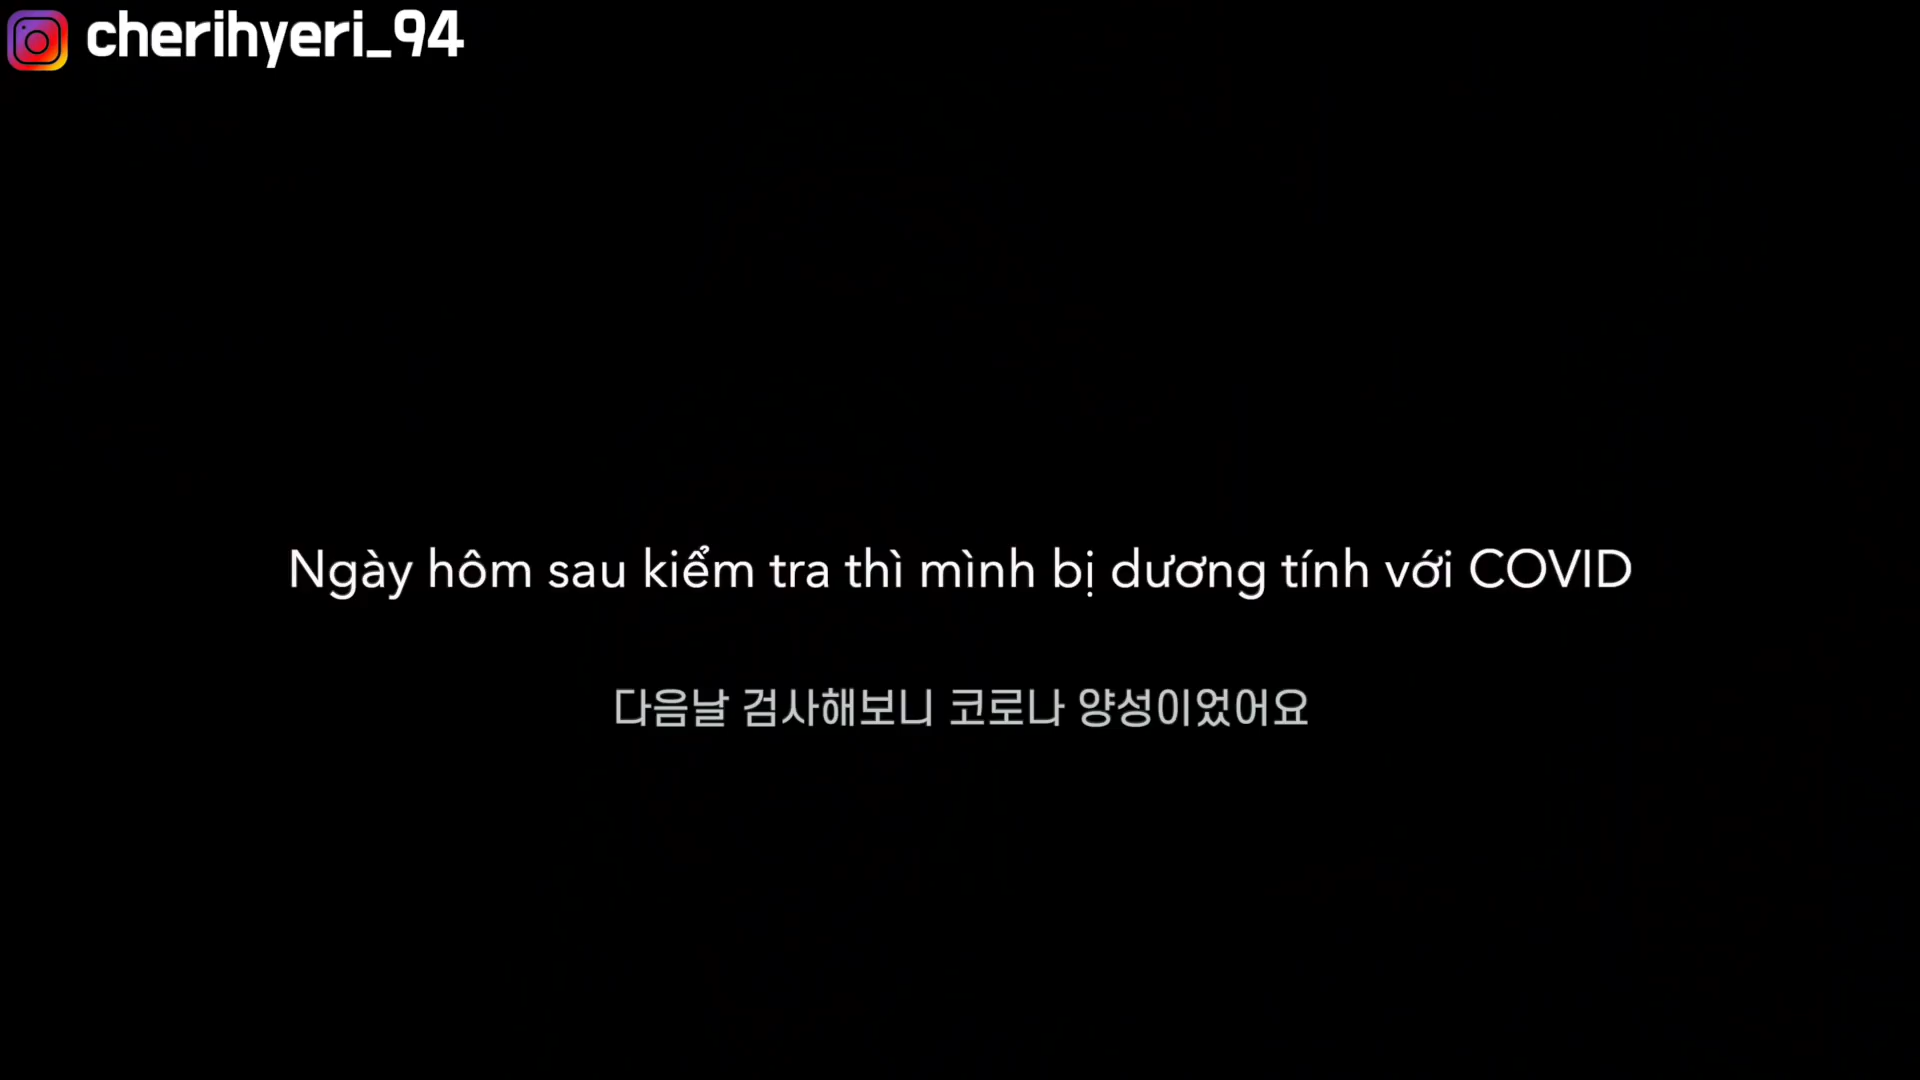 cherihyeri_94
Ngày hôm sau kiểm tra thì mình bị dương tính với COVID
다음날 검사해보니 코로나 양성이었어요